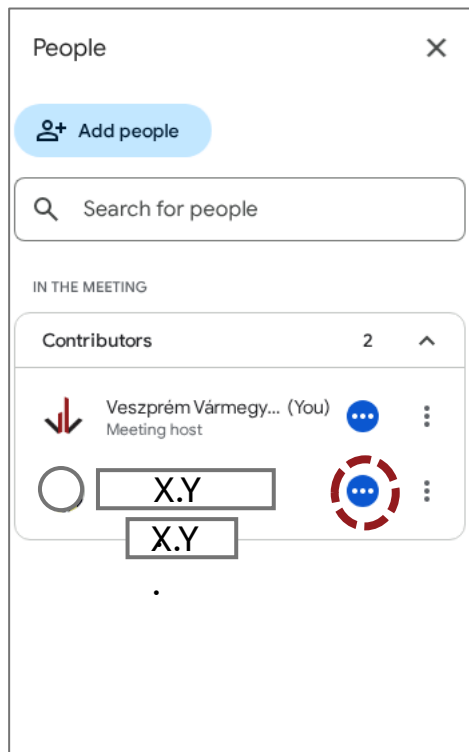 People
Add people
Search for people
IN THE MEETING
Contributors 2
Veszprém Vármegy... (You)
Meeting host
X.Y
X.Y
.